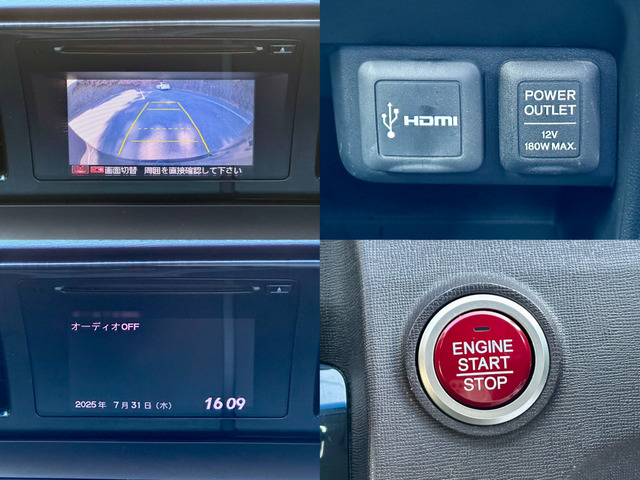 画面切替 周囲を直接確認して下さい
HDMI
POWER
OUTLET
12V
180W MAX.
オーディオOFF
2025年 7月31日(木) 16 09
ENGINE
START
STOP